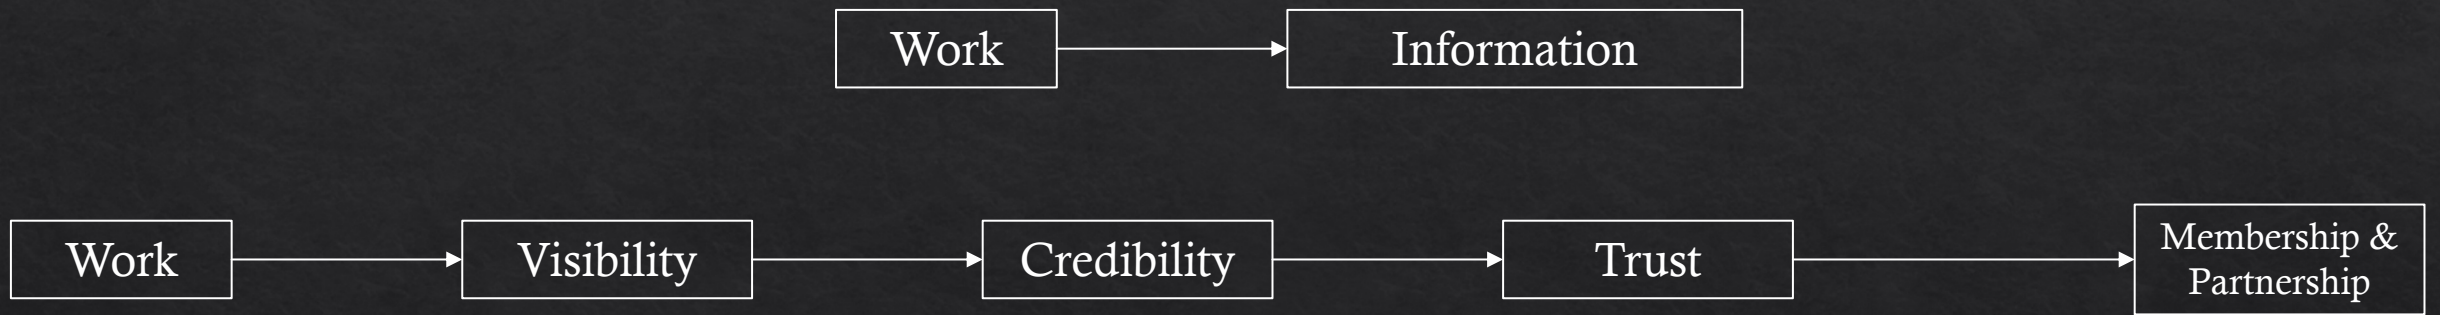 Work
Information
Work
Visibility
Credibility
Trust
Membership &
Partnership